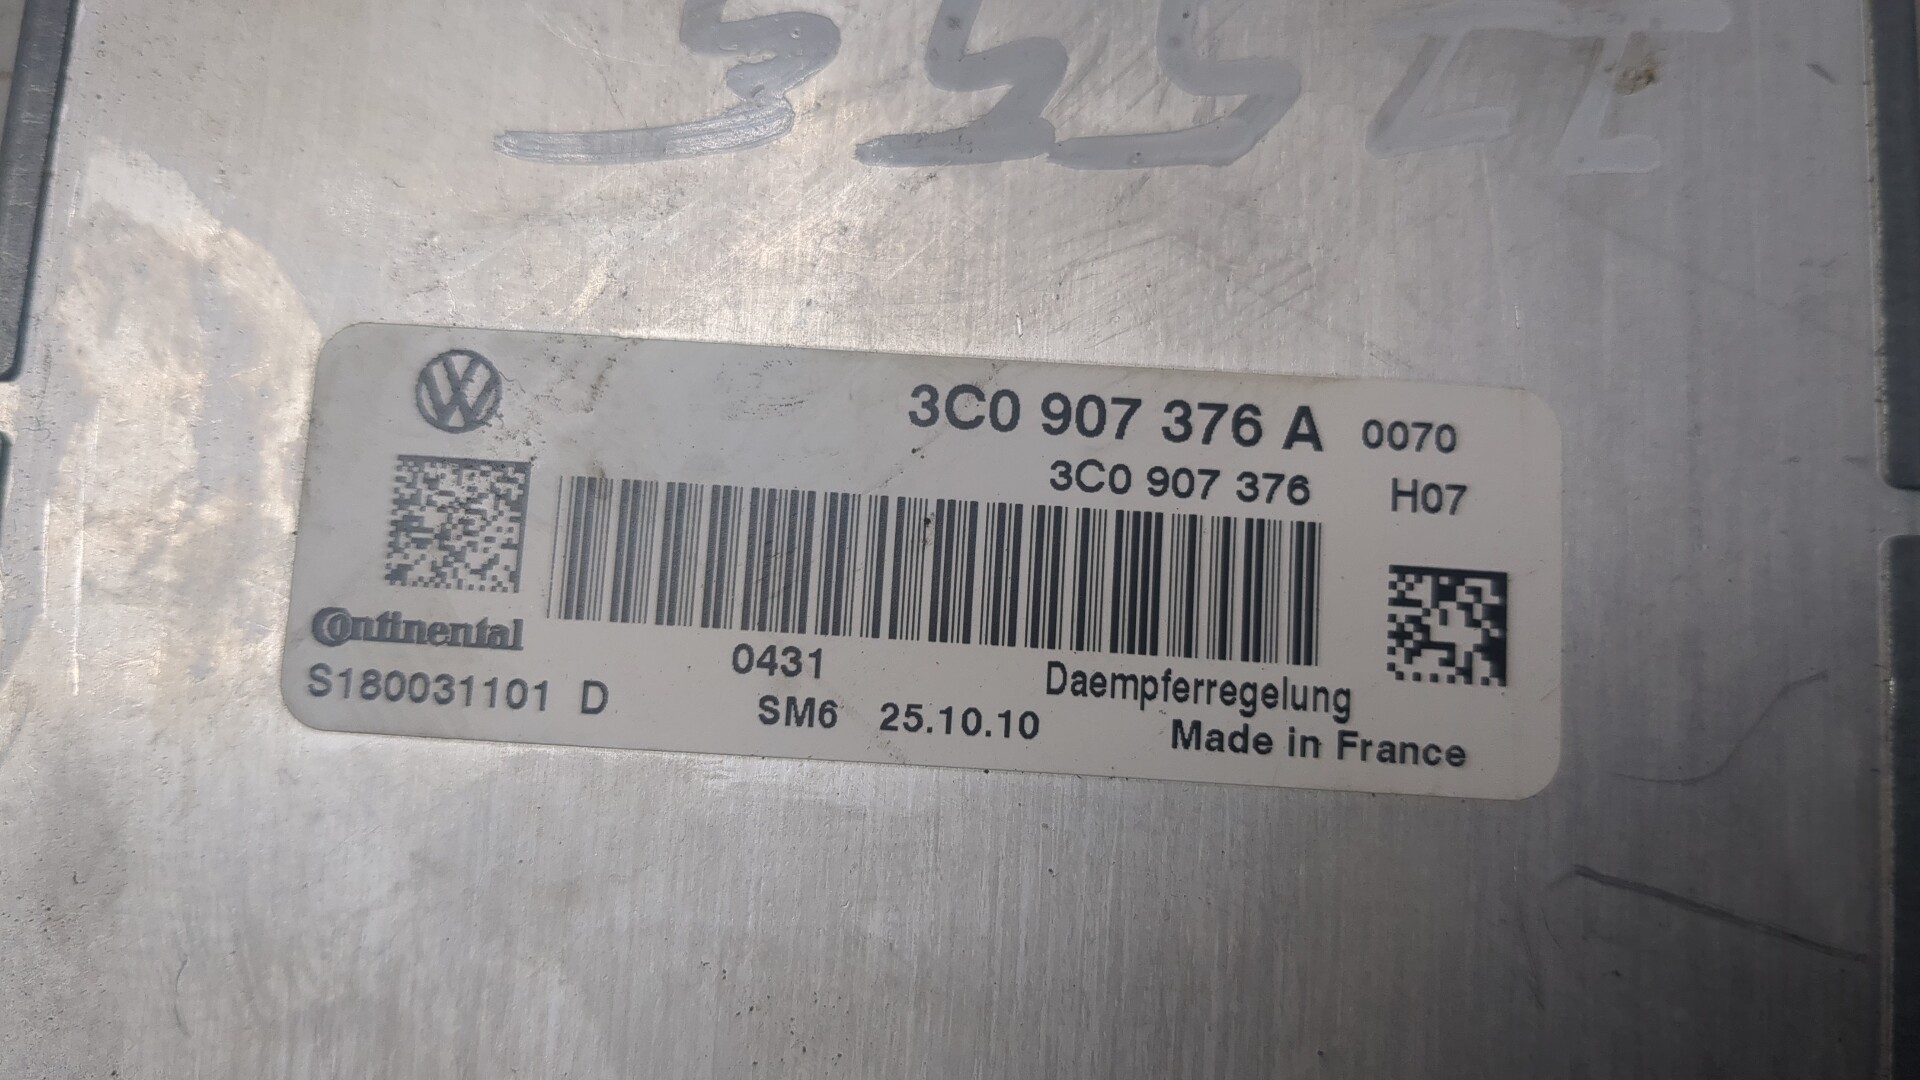 3C0 907 376 A 0070
3C0 907 376 H07
Continental
0431
Daempferregelung
S180031101 D
SM6 25.10.10
Made in France